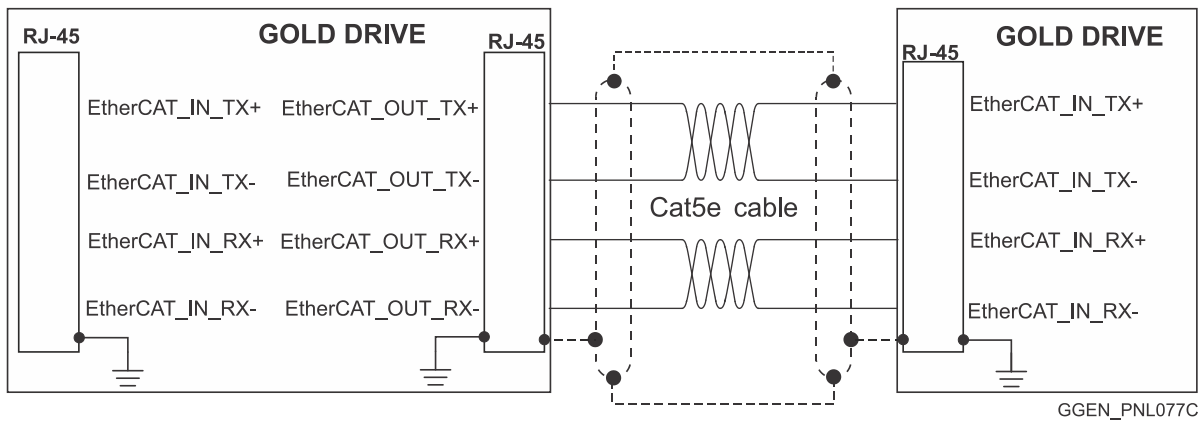 RJ-45
GOLD DRIVE
RJ-45
EtherCAT_IN_TX+
EtherCAT_OUT_TX+
EtherCAT_IN_TX-
EtherCAT_OUT_TX-
EtherCAT_IN_RX+
EtherCAT_OUT_RX+
EtherCAT_IN_RX-
EtherCAT_OUT_RX-
Cat5e cable
GOLD DRIVE
RJ-45
EtherCAT_IN_TX+
EtherCAT_IN_TX-
EtherCAT_IN_RX+
EtherCAT_IN_RX-
GGEN_PNL077C